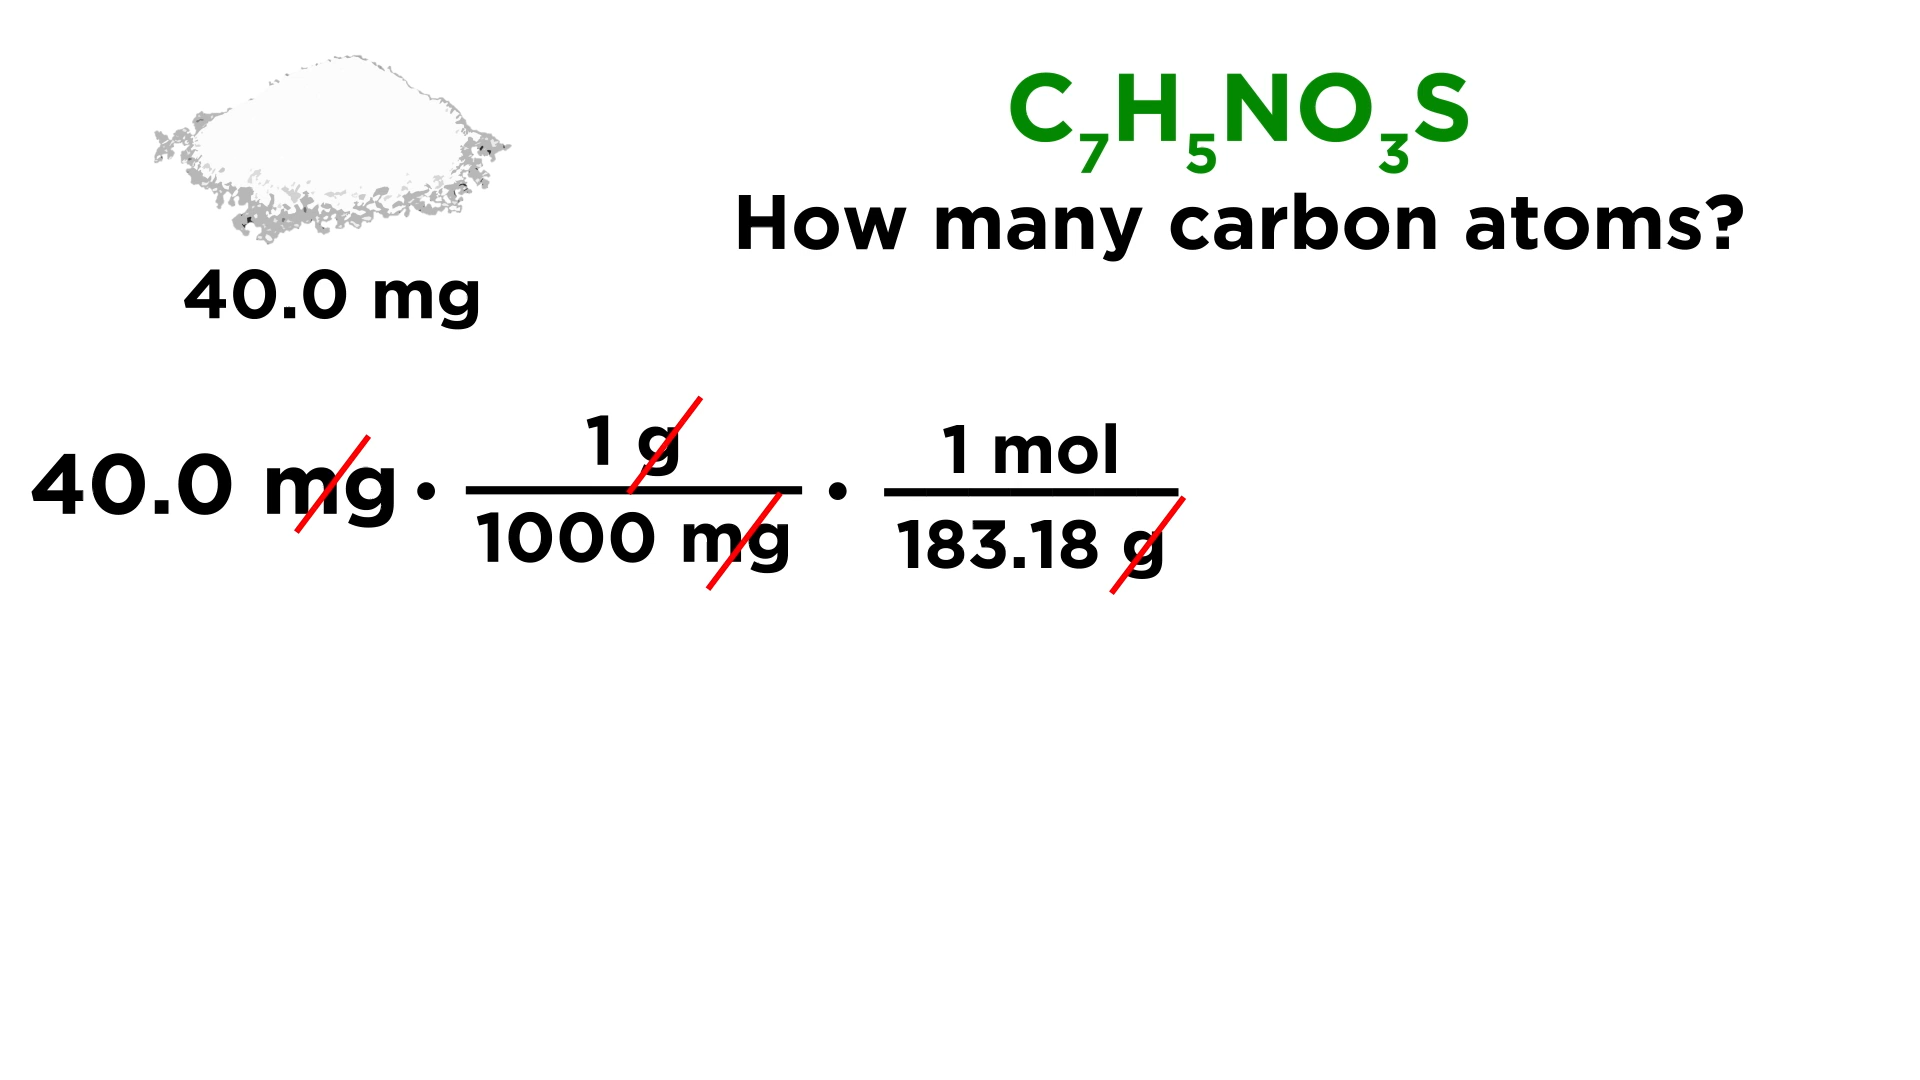 C₇H₅NO₃S
How many carbon atoms?
40.0 mg
40.0 mg · 1 g / 1000 mg · 1 mol / 183.18 g